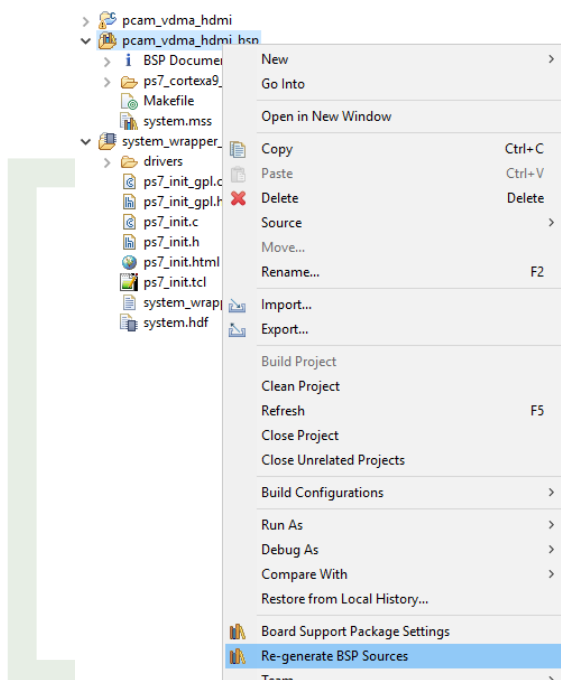 pcam_vdma_hdmi
pcam_vdma_hdmi_bsp
BSP Documen
ps7_cortexa9_
Makefile
system.mss
system_wrapper_
drivers
ps7_init_gpl.c
ps7_init_gpl.h
ps7_init.c
ps7_init.h
ps7_init.html
ps7_init.tcl
system_wrapp
system.hdf
New
Go Into
Open in New Window
Copy Ctrl+C
Paste Ctrl+V
Delete Delete
Source
Move...
Rename... F2
Import...
Export...
Build Project
Clean Project
Refresh F5
Close Project
Close Unrelated Projects
Build Configurations
Run As
Debug As
Compare With
Restore from Local History...
Board Support Package Settings
Re-generate BSP Sources
Team